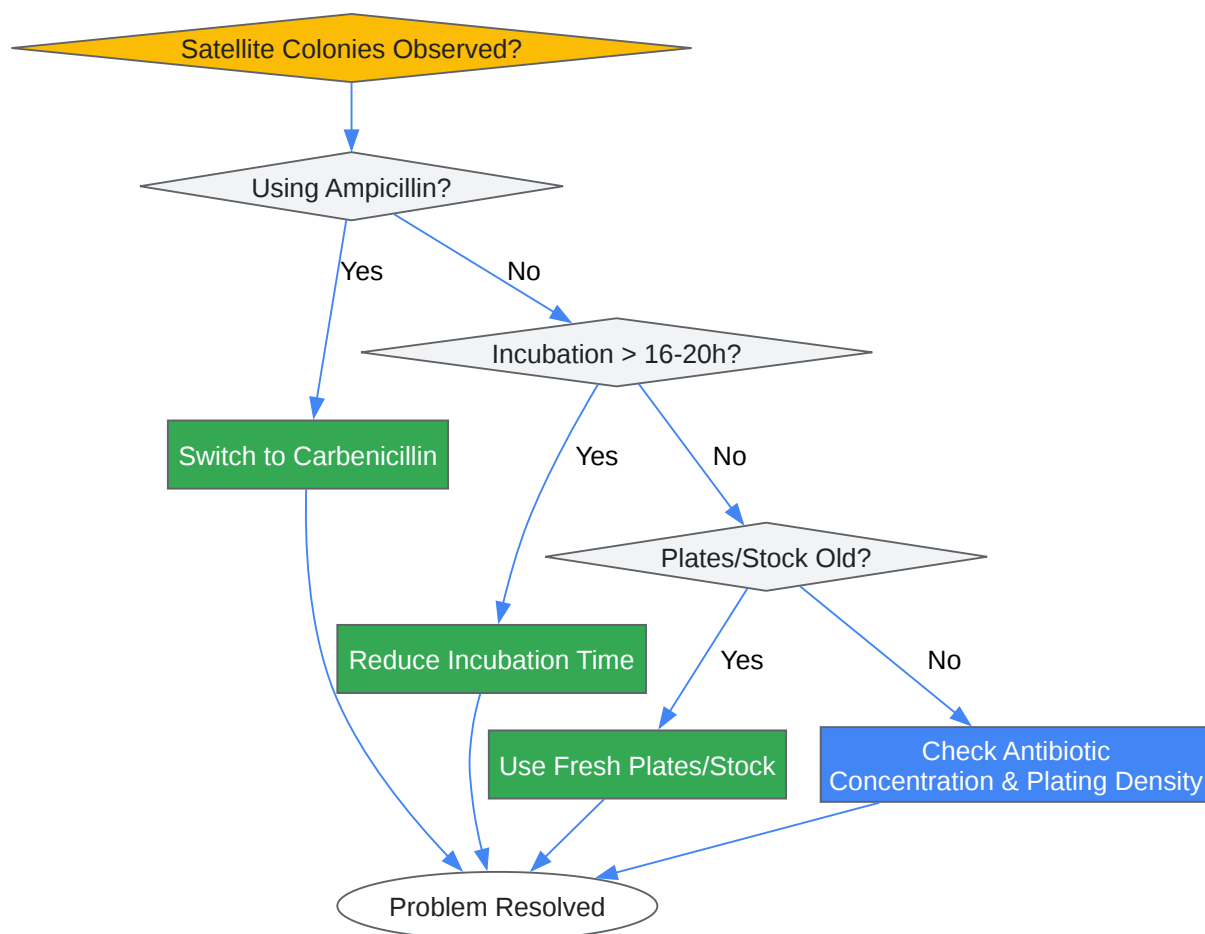 Satellite Colonies Observed?
Using Ampicillin?
Yes
No
Incubation > 16-20h?
Switch to Carbenicillin
Yes
No
Plates/Stock Old?
Reduce Incubation Time
Yes
No
Use Fresh Plates/Stock
Check Antibiotic
Concentration & Plating Density
Problem Resolved